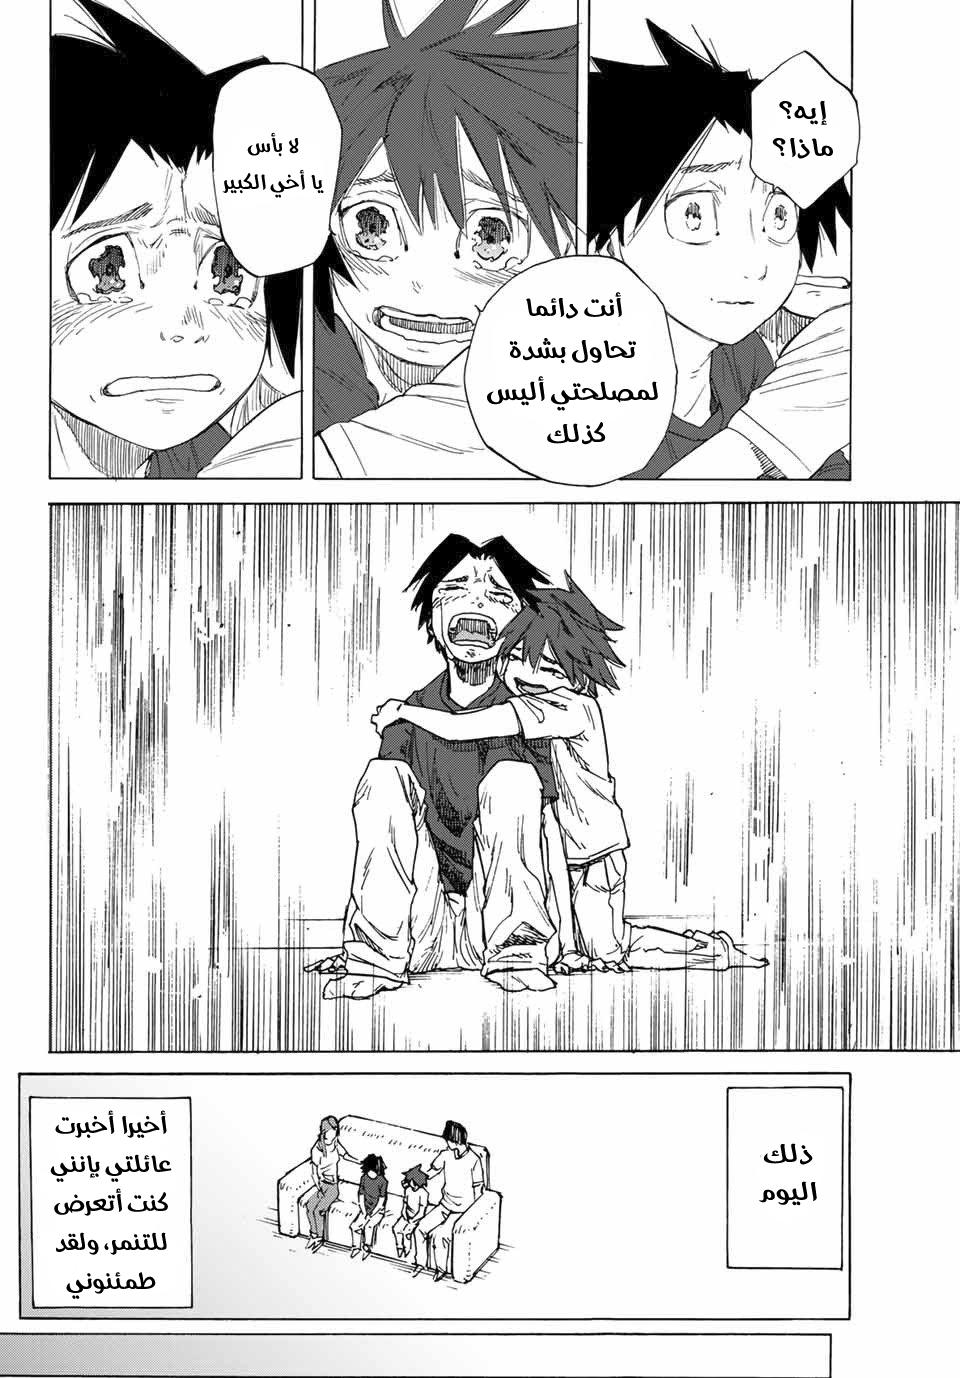 إيه؟
ماذا؟
أنت دائما
تحاول بشدة
لمصلحتي أليس
كذلك
لا بأس
يا أخي الكبير
ذلك
اليوم
أخيرا أخبرت
عائلتي بإنني
كنت أتعرض
للتنمر، ولقد
طمئنوني